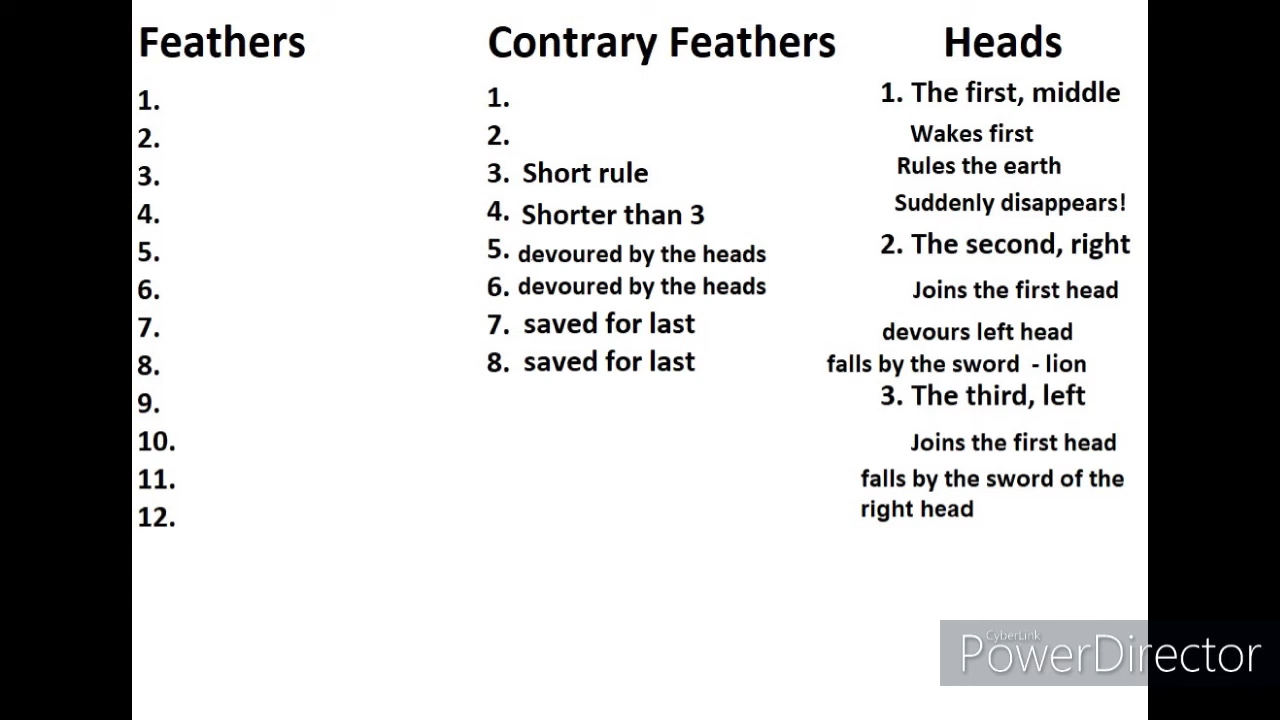 Feathers
1.
2.
3.
4.
5.
6.
7.
8.
9.
10.
11.
12.
Contrary Feathers
1.
2.
3. Short rule
4. Shorter than 3
5. devoured by the heads
6. devoured by the heads
7. saved for last
8. saved for last
Heads
1. The first, middle
Wakes first
Rules the earth
Suddenly disappears!
2. The second, right
Joins the first head
devours left head
falls by the sword - lion
3. The third, left
Joins the first head
falls by the sword of the
right head
CyberLink
PowerDirector